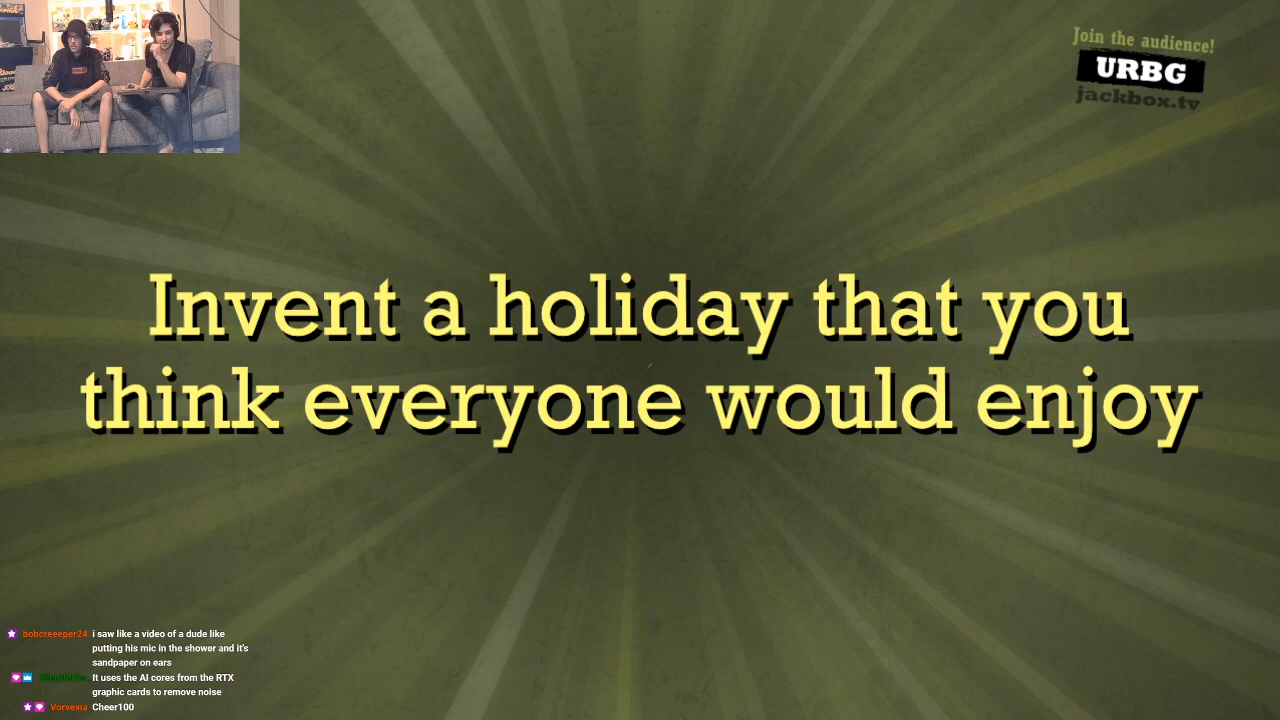 Join the audience!
URBG
jackbox.tv
Invent a holiday that you
think everyone would enjoy
bobcreeeper24 i saw like a video of a dude like
putting his mic in the shower and it's
sandpaper on ears
It uses the AI cores from the RTX
graphic cards to remove noise
Vorvexia Cheer100